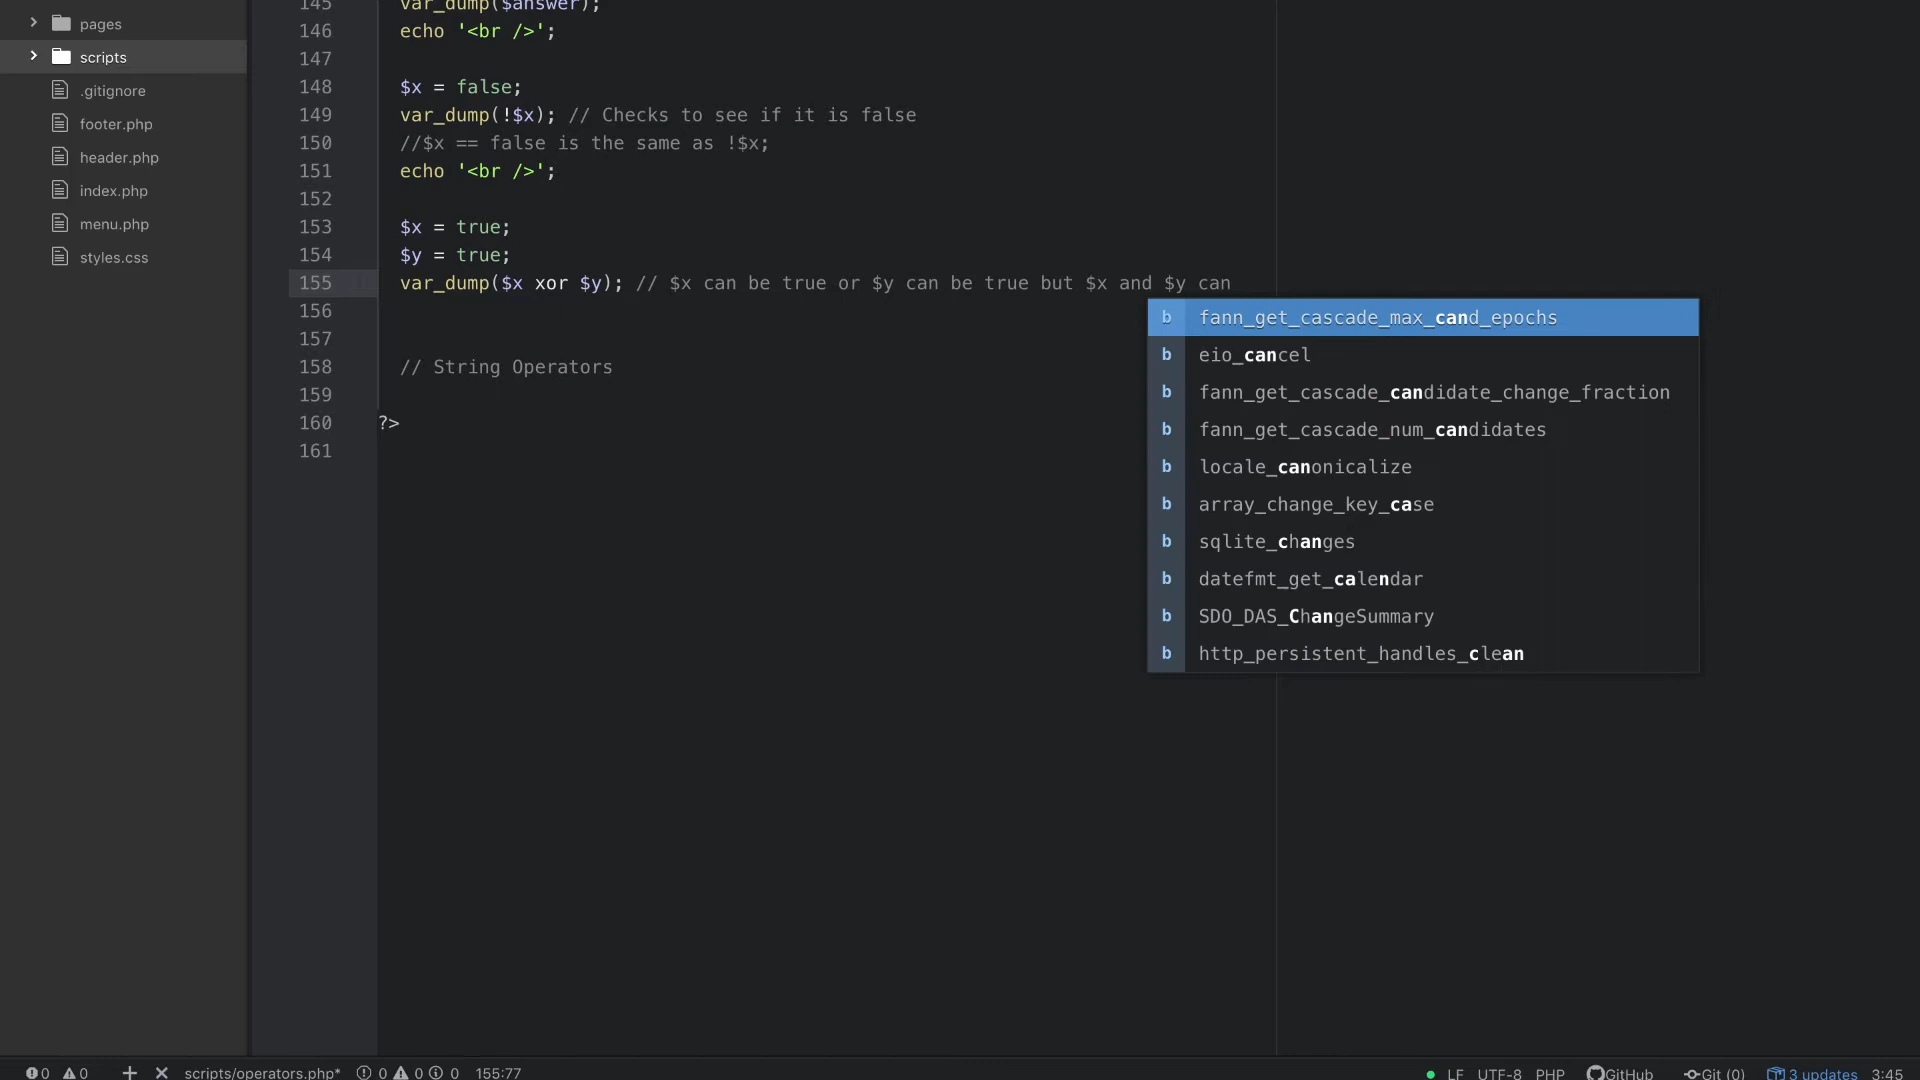 pages
scripts
.gitignore
footer.php
header.php
index.php
menu.php
styles.css
145 var_dump($answer);
146 echo '<br />';
147
148 $x = false;
149 var_dump(!$x); // Checks to see if it is false
150 //$x == false is the same as !$x;
151 echo '<br />';
152
153 $x = true;
154 $y = true;
155 var_dump($x xor $y); // $x can be true or $y can be true but $x and $y can
156
157
158 // String Operators
159
160 ?>
161
b fann_get_cascade_max_cand_epochs
b eio_cancel
b fann_get_cascade_candidate_change_fraction
b fann_get_cascade_num_candidates
b locale_canonicalize
b array_change_key_case
b sqlite_changes
b datefmt_get_calendar
b SDO_DAS_ChangeSummary
b http_persistent_handles_clean
0 0 scripts/operators.php* 0 0 0 155:77 LF UTF-8 PHP GitHub Git (0) 3 updates 3:45